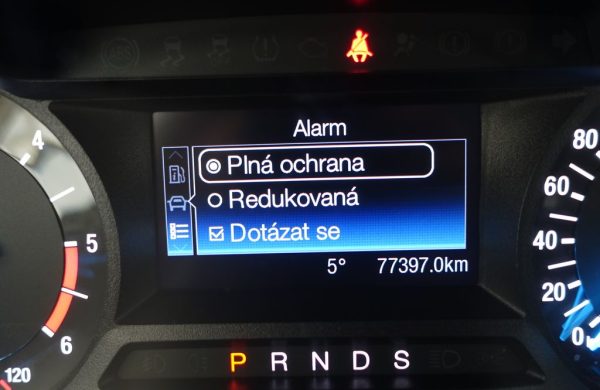 Alarm
Plná ochrana
Redukovaná
Dotázat se
5° 77397.0km
4
5
6
120
80
60
40
20
0
P R N D S